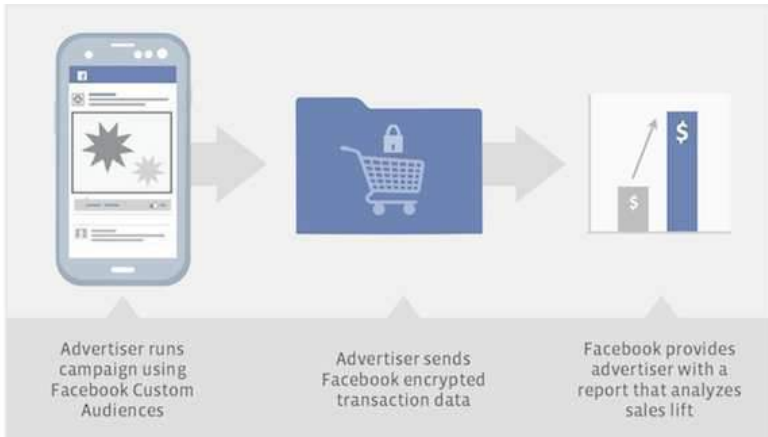 f
$
$
Advertiser runs
campaign using
Facebook Custom
Audiences
Advertiser sends
Facebook encrypted
transaction data
Facebook provides
advertiser with a
report that analyzes
sales lift